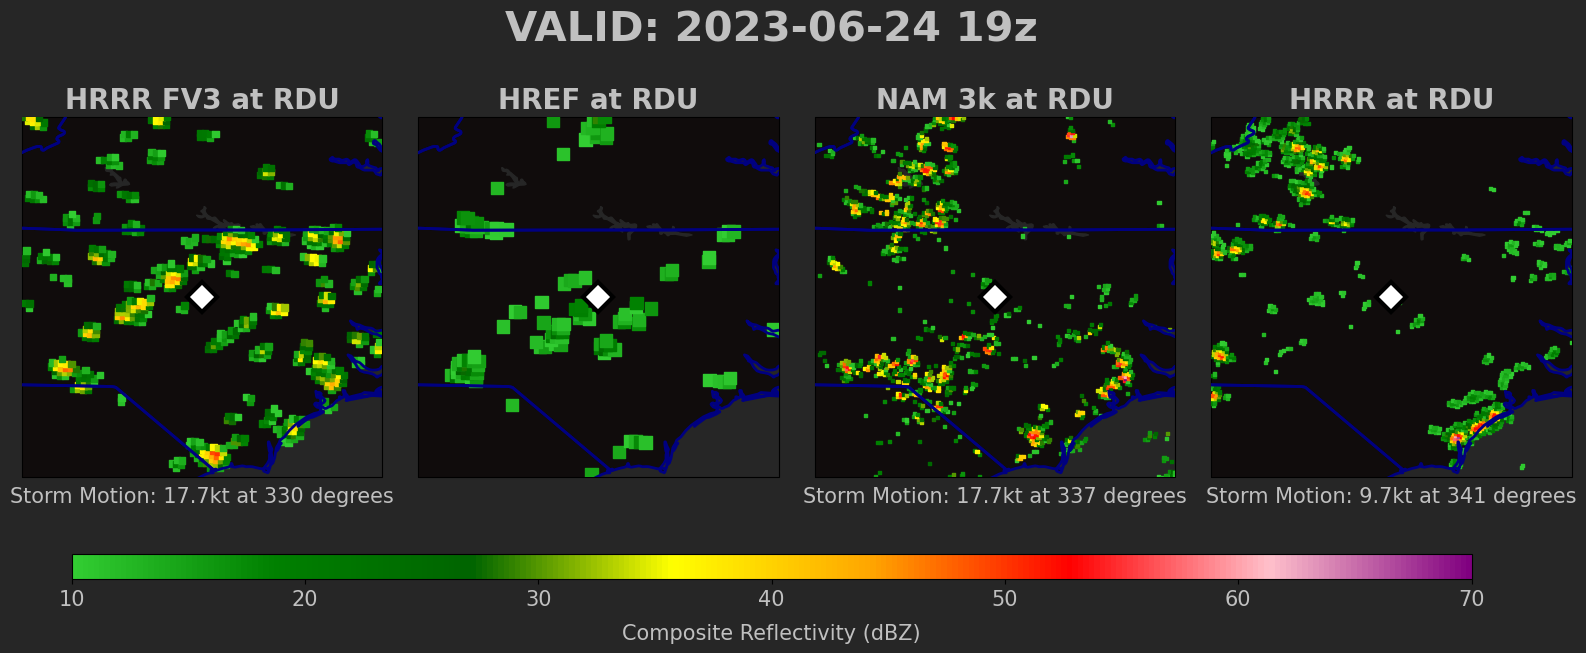 VALID: 2023-06-24 19z
HRRR FV3 at RDU
HREF at RDU
NAM 3k at RDU
HRRR at RDU
Storm Motion: 17.7kt at 330 degrees
Storm Motion: 17.7kt at 337 degrees
Storm Motion: 9.7kt at 341 degrees
10 20 30 40 50 60 70
Composite Reflectivity (dBZ)